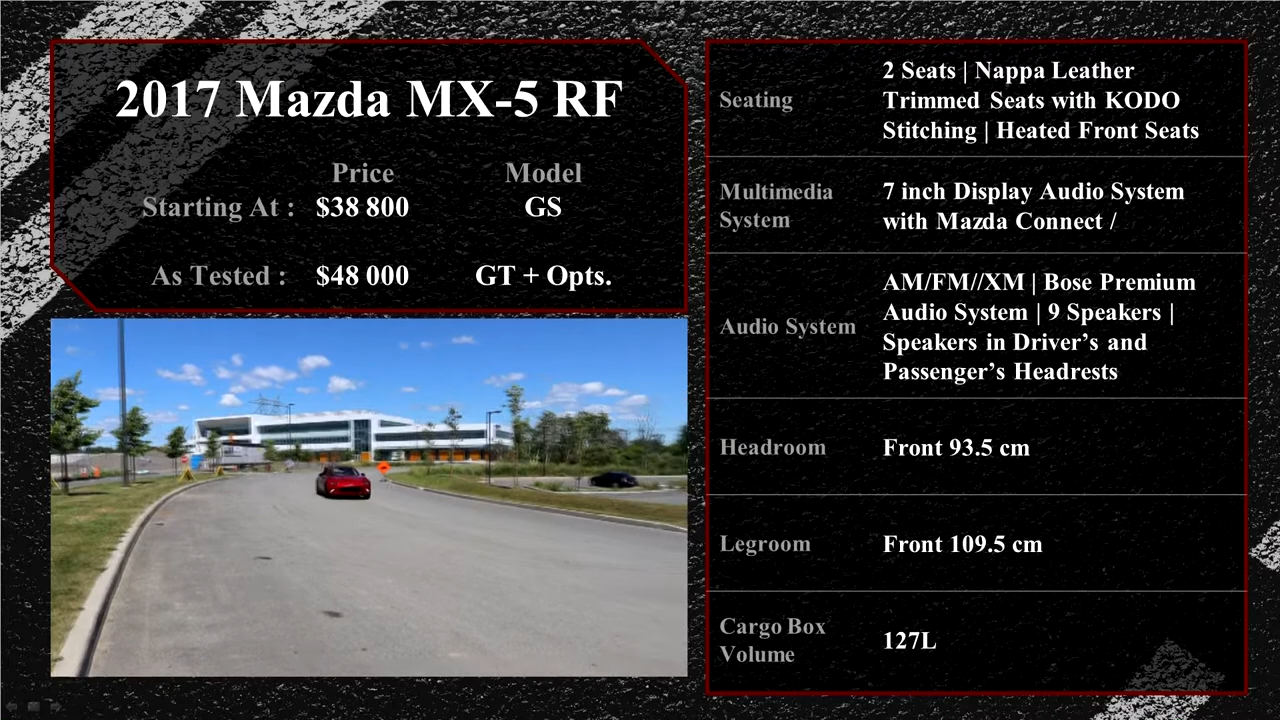 2017 Mazda MX-5 RF
Price Model
Starting At : $38 800 GS
As Tested : $48 000 GT + Opts.
Seating
2 Seats | Nappa Leather
Trimmed Seats with KODO
Stitching | Heated Front Seats
Multimedia
System
7 inch Display Audio System
with Mazda Connect /
Audio System
AM/FM//XM | Bose Premium
Audio System | 9 Speakers |
Speakers in Driver’s and
Passenger’s Headrests
Headroom
Front 93.5 cm
Legroom
Front 109.5 cm
Cargo Box
Volume
127L